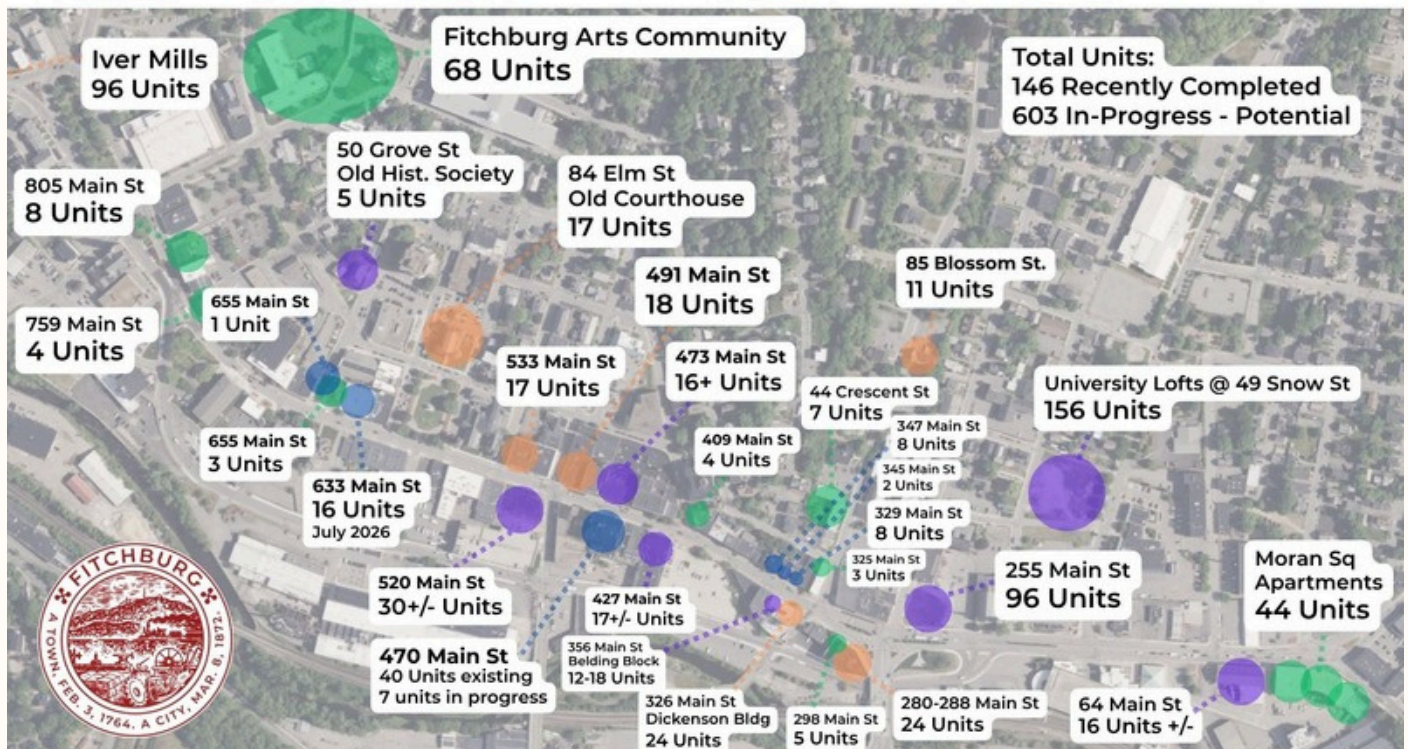 Iver Mills
96 Units
Fitchburg Arts Community
68 Units
Total Units:
146 Recently Completed
603 In-Progress - Potential
50 Grove St
Old Hist. Society
5 Units
84 Elm St
Old Courthouse
17 Units
805 Main St
8 Units
491 Main St
18 Units
85 Blossom St.
11 Units
655 Main St
1 Unit
759 Main St
4 Units
533 Main St
17 Units
473 Main St
16+ Units
44 Crescent St
7 Units
University Lofts @ 49 Snow St
156 Units
347 Main St
8 Units
345 Main St
2 Units
655 Main St
3 Units
409 Main St
4 Units
329 Main St
8 Units
633 Main St
16 Units
July 2026
325 Main St
3 Units
255 Main St
96 Units
Moran Sq
Apartments
44 Units
520 Main St
30+/- Units
427 Main St
17+/- Units
470 Main St
40 Units existing
7 units in progress
356 Main St
Belding Block
12-18 Units
326 Main St
Dickenson Bldg
24 Units
298 Main St
5 Units
280-288 Main St
24 Units
64 Main St
16 Units +/-
FITCHBURG
A TOWN, FEB. 3, 1764. A CITY, MAR. 8, 1872.